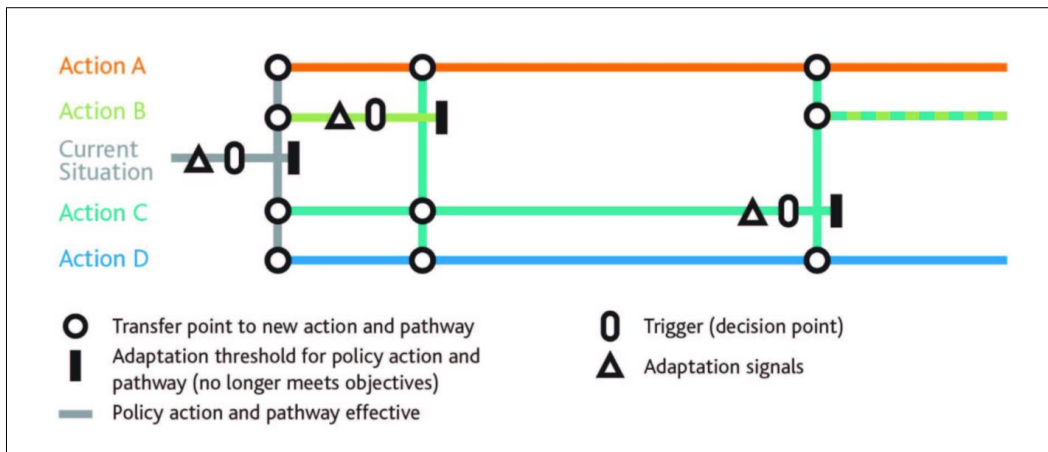 Action A
Action B
Current
Situation
Action C
Action D
Transfer point to new action and pathway
Adaptation threshold for policy action and
pathway (no longer meets objectives)
Policy action and pathway effective
Trigger (decision point)
Adaptation signals